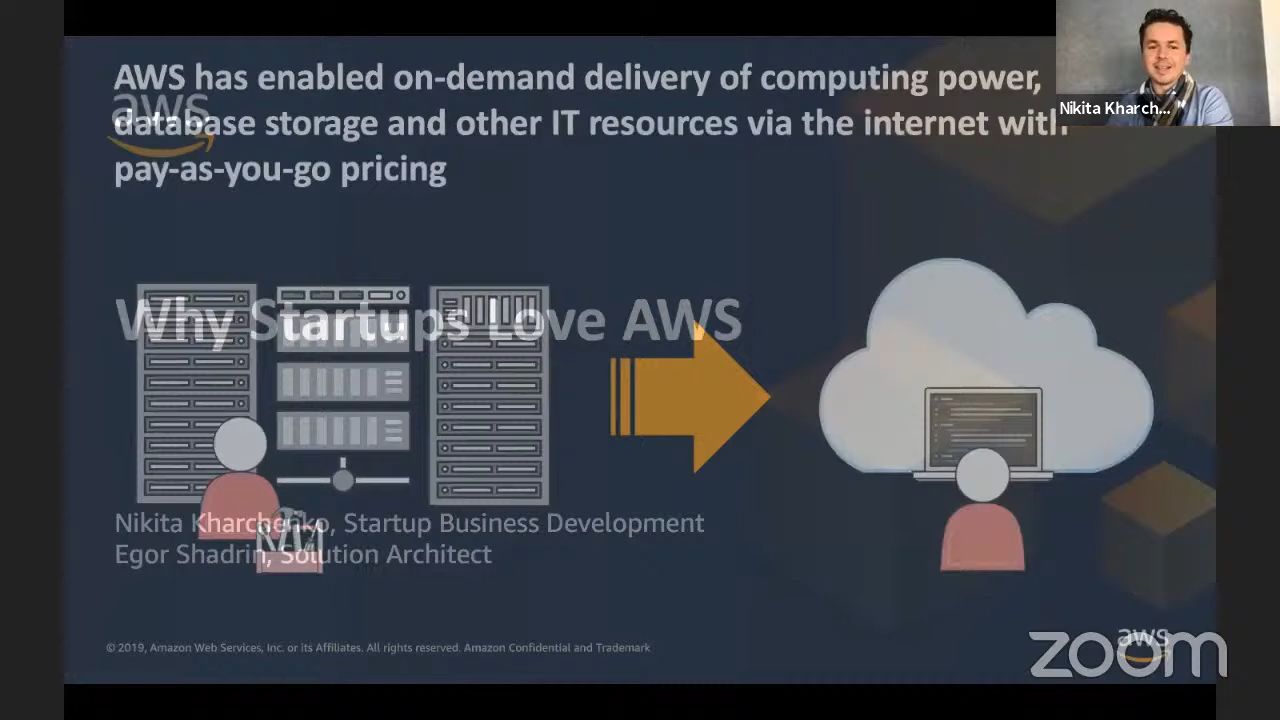 AWS has enabled on-demand delivery of computing power,
aws
database storage and other IT resources via the internet with
pay-as-you-go pricing
Nikita Kharch...
Why Startups Love AWS
Nikita Kharchenko, Startup Business Development
Egor Shadrin, Solution Architect
© 2019, Amazon Web Services, Inc. or its Affiliates. All rights reserved. Amazon Confidential and Trademark
aws
zoom